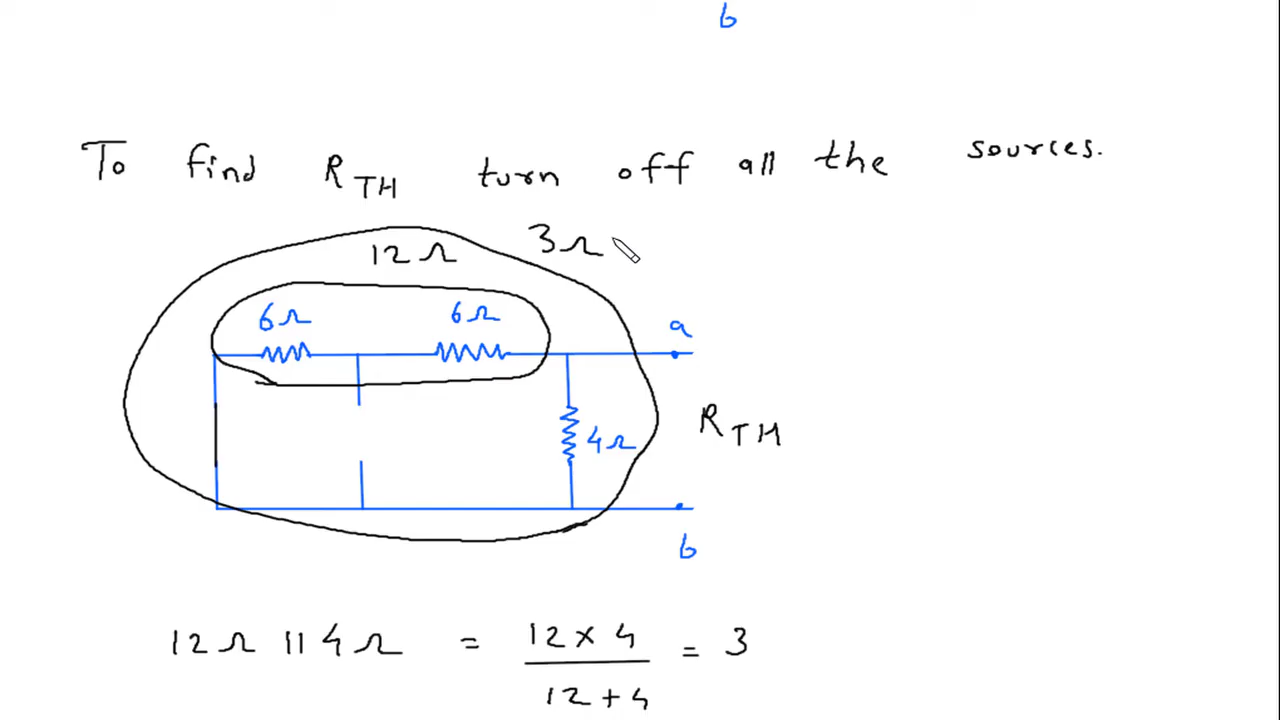 b
To find R_TH turn off all the sources.
12Ω 3Ω
6Ω 6Ω
a
4Ω R_TH
b
12Ω || 4Ω = 12 × 4 / 12 + 4 = 3